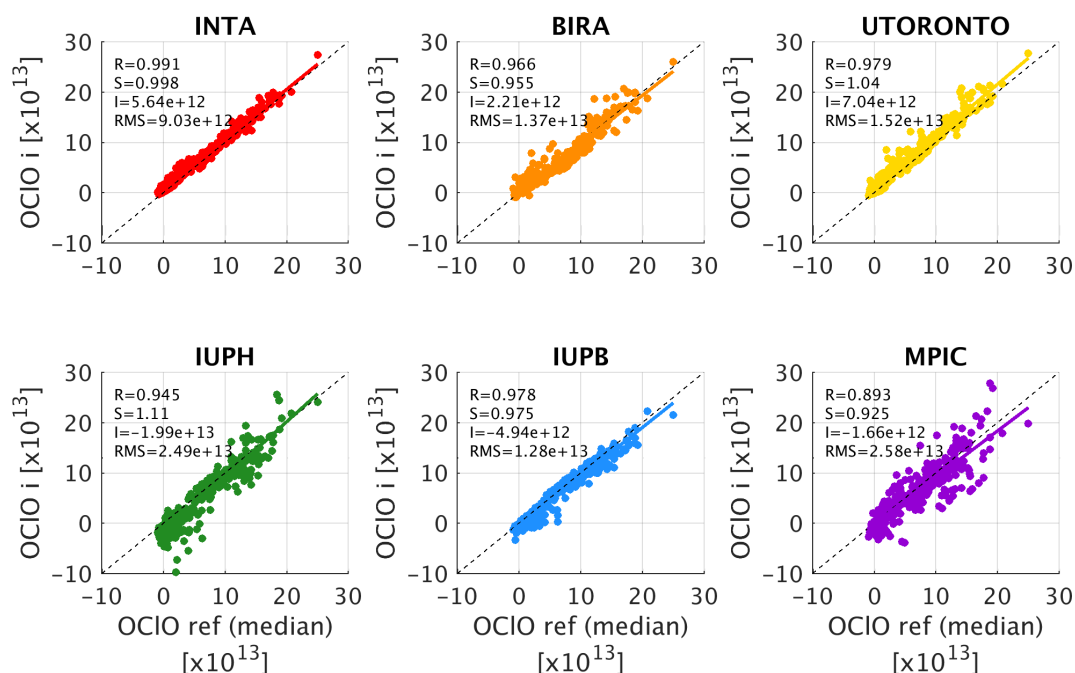 INTA
BIRA
UTORONTO
OClO i [x10^13]
30
20
10
0
−10
R=0.991
S=0.998
I=5.64e+12
RMS=9.03e+12
−10 0 10 20 30
OClO i [x10^13]
30
20
10
0
−10
R=0.966
S=0.955
I=2.21e+12
RMS=1.37e+13
−10 0 10 20 30
OClO i [x10^13]
30
20
10
0
−10
R=0.979
S=1.04
I=7.04e+12
RMS=1.52e+13
−10 0 10 20 30
IUPH
IUPB
MPIC
OClO i [x10^13]
30
20
10
0
−10
R=0.945
S=1.11
I=−1.99e+13
RMS=2.49e+13
−10 0 10 20 30
OClO ref (median)
[x10^13]
OClO i [x10^13]
30
20
10
0
−10
R=0.978
S=0.975
I=−4.94e+12
RMS=1.28e+13
−10 0 10 20 30
OClO ref (median)
[x10^13]
OClO i [x10^13]
30
20
10
0
−10
R=0.893
S=0.925
I=−1.66e+12
RMS=2.58e+13
−10 0 10 20 30
OClO ref (median)
[x10^13]